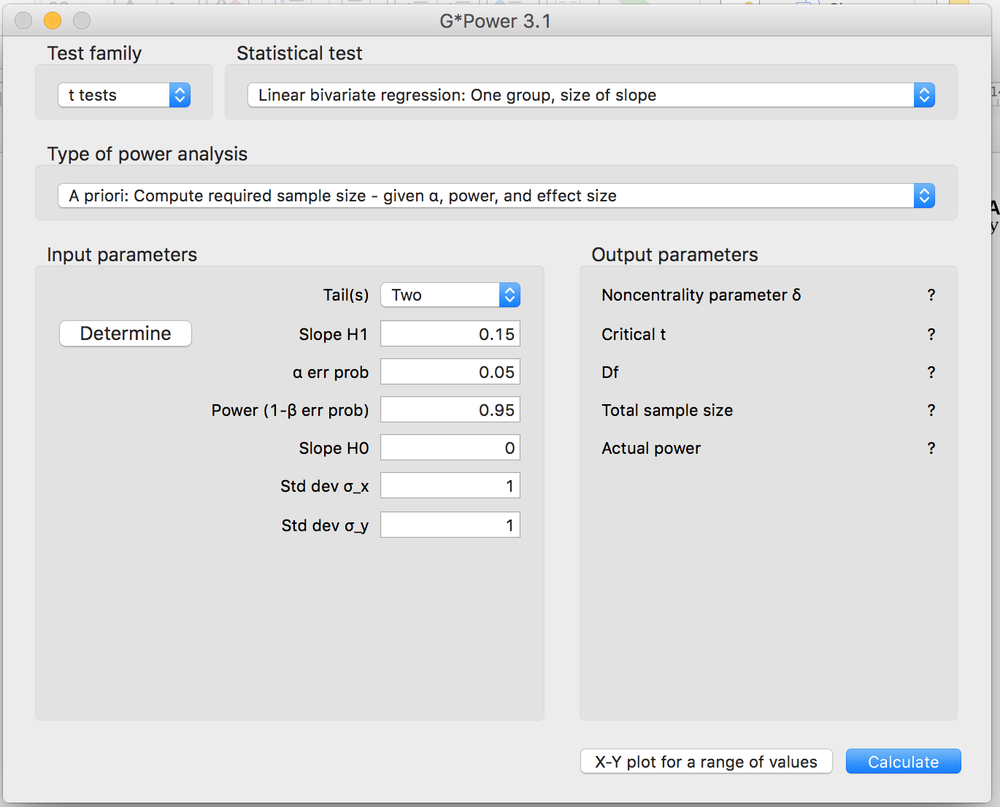 G*Power 3.1
Test family
Statistical test
t tests
Linear bivariate regression: One group, size of slope
Type of power analysis
A priori: Compute required sample size - given α, power, and effect size
Input parameters
Output parameters
Tail(s) Two
Noncentrality parameter δ ?
Determine
Slope H1 0.15
Critical t ?
α err prob 0.05
Df ?
Power (1-β err prob) 0.95
Total sample size ?
Slope H0 0
Actual power ?
Std dev σ_x 1
Std dev σ_y 1
X-Y plot for a range of values
Calculate